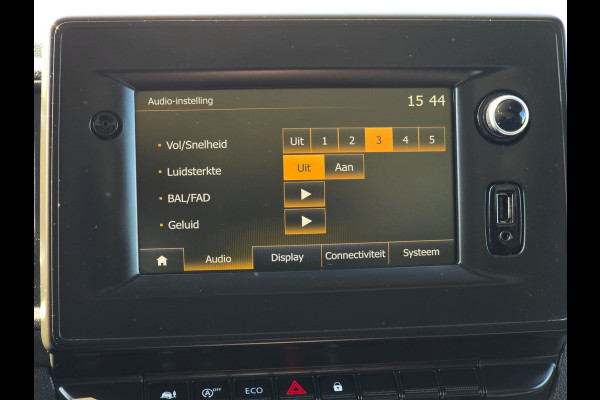 Audio-instelling 15 44
Vol/Snelheid Uit 1 2 3 4 5
Luidsterkte Uit Aan
BAL/FAD
Geluid
Audio Display Connectiviteit Systeem
OFF ECO